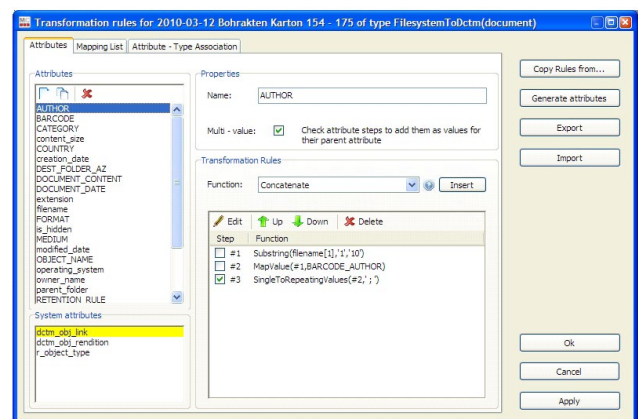 Transformation rules for 2010-03-12 Bohrakten Karton 154 - 175 of type FilesystemToDctm(document)
Attributes Mapping List Attribute - Type Association
Attributes
AUTHOR
BARCODE
CATEGORY
content_size
COUNTRY
creation_date
DEST_FOLDER_AZ
DOCUMENT_CONTENT
DOCUMENT_DATE
extension
filename
FORMAT
is_hidden
MEDIUM
modified_date
OBJECT_NAME
operating_system
owner_name
parent_folder
RETENTION_RULE
System attributes
dctm_obj_link
dctm_obj_rendition
r_object_type
Properties
Name: AUTHOR
Multi - value: Check attribute steps to add them as values for
their parent attribute
Transformation Rules
Function: Concatenate Insert
Edit Up Down Delete
Step Function
#1 Substring(filename[1],'1','10')
#2 MapValue(#1,BARCODE_AUTHOR)
#3 SingleToRepeatingValues(#2,' ; ')
Copy Rules from...
Generate attributes
Export
Import
Ok
Cancel
Apply